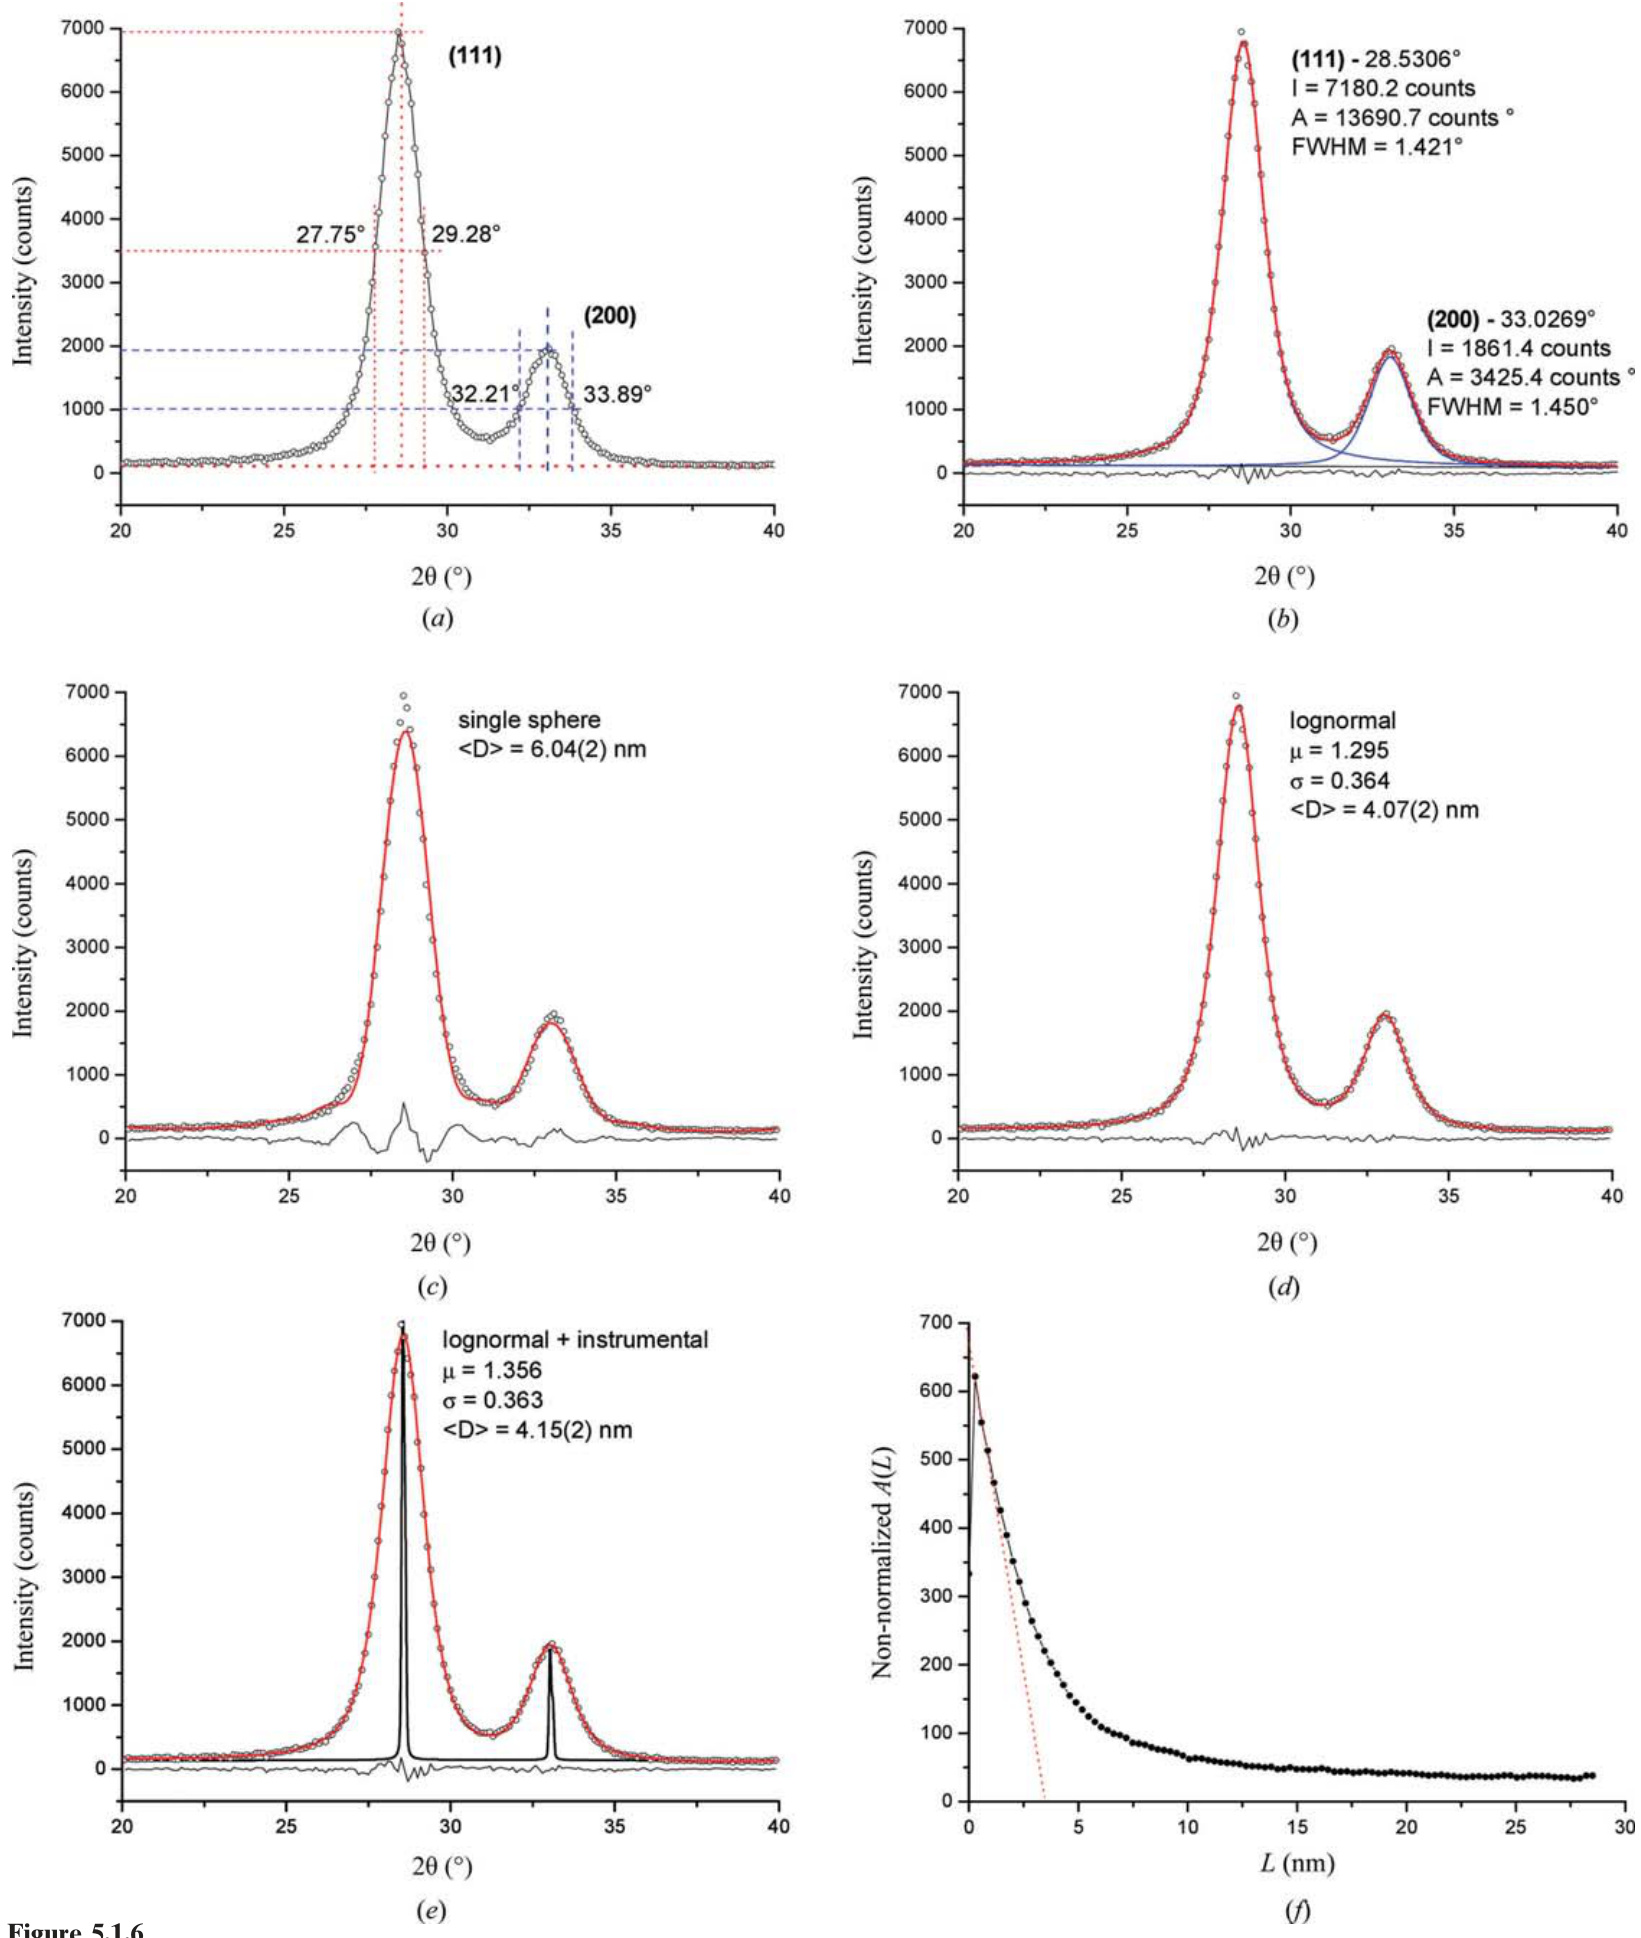 7000
6000
5000
4000
3000
2000
1000
0
Intensity (counts)
(111)
27.75°
29.28°
(200)
32.21°
33.89°
20
25
30
35
40
2θ (°)
(a)
7000
6000
5000
4000
3000
2000
1000
0
Intensity (counts)
(111) - 28.5306°
I = 7180.2 counts
A = 13690.7 counts °
FWHM = 1.421°
(200) - 33.0269°
I = 1861.4 counts
A = 3425.4 counts °
FWHM = 1.450°
20
25
30
35
40
2θ (°)
(b)
7000
6000
5000
4000
3000
2000
1000
0
Intensity (counts)
single sphere
<D> = 6.04(2) nm
20
25
30
35
40
2θ (°)
(c)
7000
6000
5000
4000
3000
2000
1000
0
Intensity (counts)
lognormal
μ = 1.295
σ = 0.364
<D> = 4.07(2) nm
20
25
30
35
40
2θ (°)
(d)
7000
6000
5000
4000
3000
2000
1000
0
Intensity (counts)
lognormal + instrumental
μ = 1.356
σ = 0.363
<D> = 4.15(2) nm
20
25
30
35
40
2θ (°)
(e)
700
600
500
400
300
200
100
0
Non-normalized A(L)
0
5
10
15
20
25
30
L (nm)
(f)
Figure 5.1.6